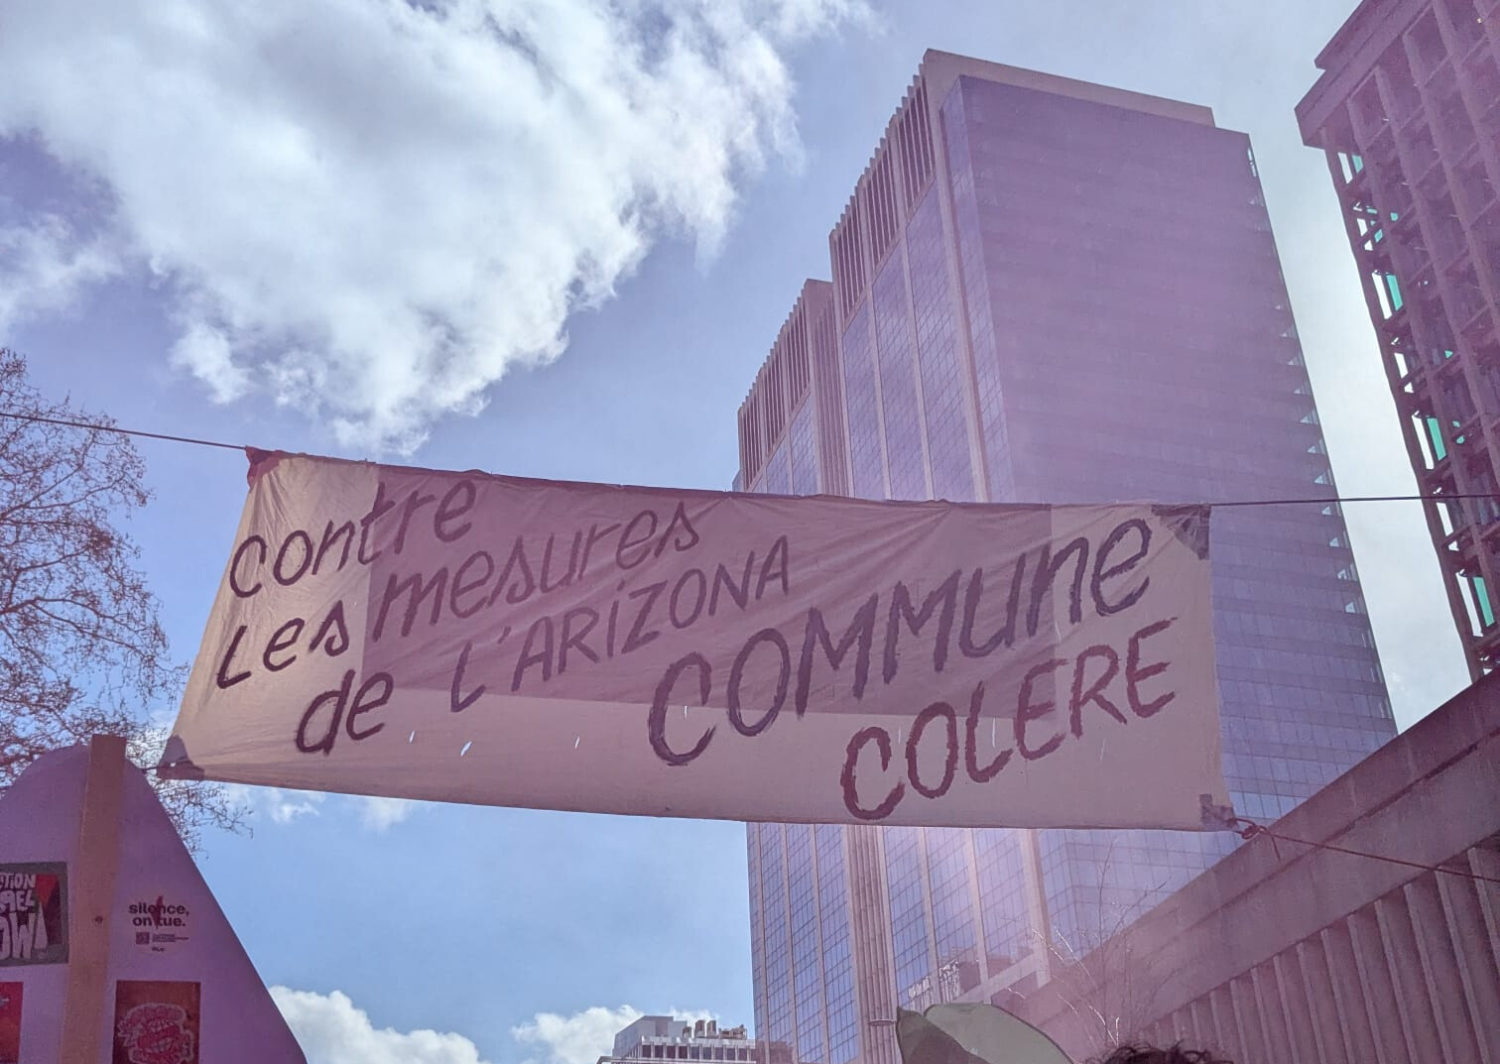 contre
Les mesures
de L'ARiZONA
COMMUNE
COLERE
silence,
on tue.